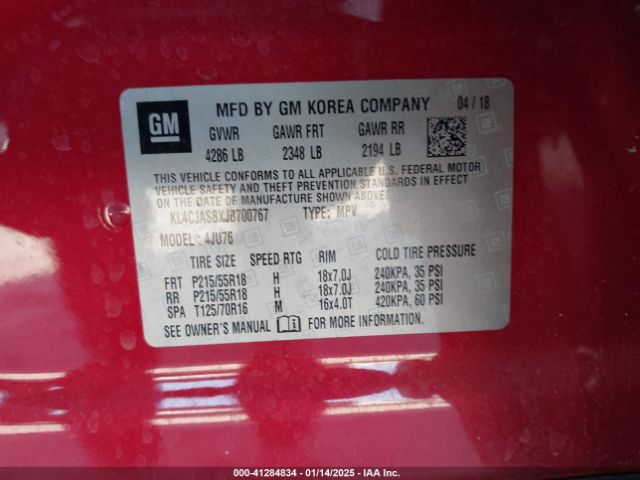 GM
MFD BY GM KOREA COMPANY 04 / 18
GVWR GAWR FRT GAWR RR
4286 LB 2348 LB 2194 LB
THIS VEHICLE CONFORMS TO ALL APPLICABLE U.S. FEDERAL MOTOR
VEHICLE SAFETY AND THEFT PREVENTION STANDARDS IN EFFECT
ON THE DATE OF MANUFACTURE SHOWN ABOVE.
KL4CJASBXJB700767 TYPE: MPV
MODEL: 4JU76
TIRE SIZE SPEED RTG RIM COLD TIRE PRESSURE
FRT P215/55R18 H 18x7.0J 240KPA, 35 PSI
RR P215/55R18 H 18x7.0J 240KPA, 35 PSI
SPA T125/70R16 M 16x4.0T 420KPA, 60 PSI
SEE OWNER'S MANUAL i FOR MORE INFORMATION.
000-41284834 - 01/14/2025 - IAA Inc.